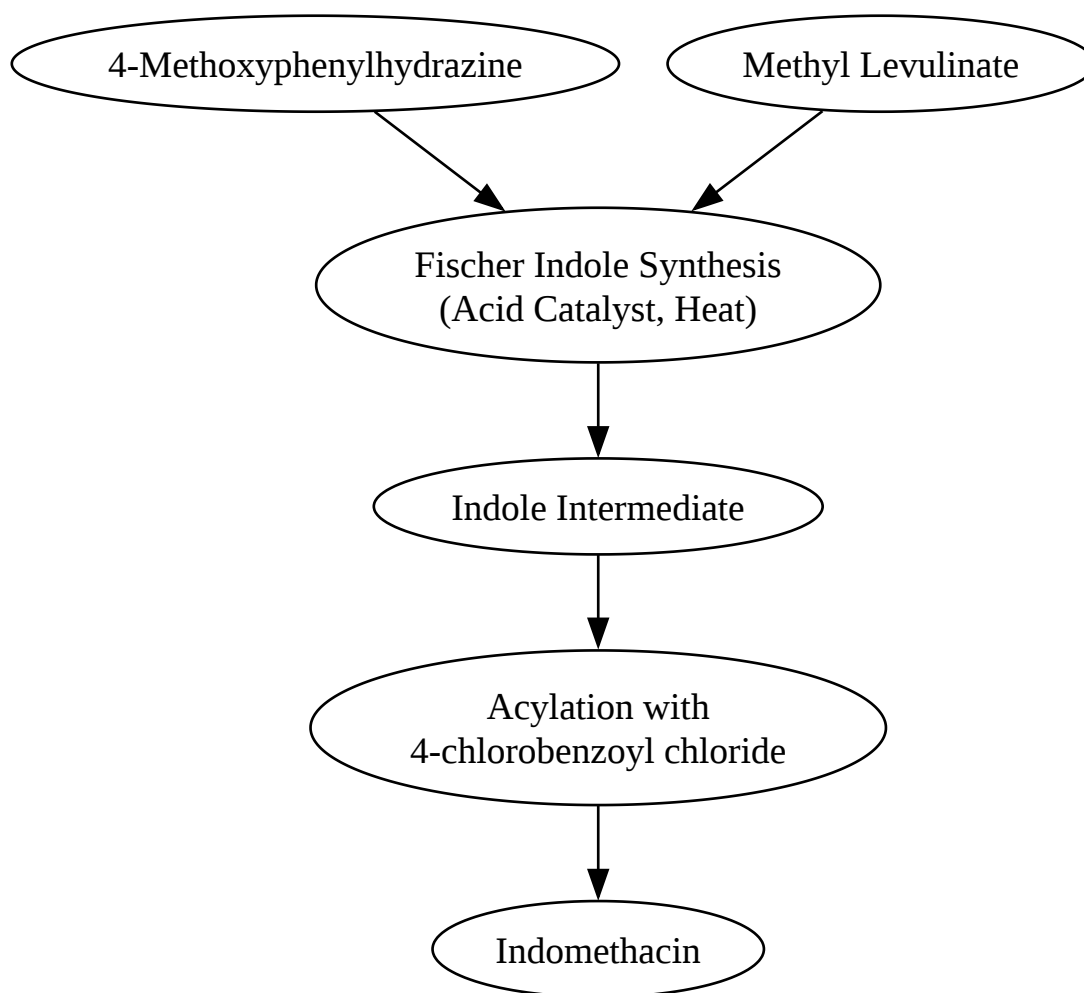 4-Methoxyphenylhydrazine
Methyl Levulinate
Fischer Indole Synthesis
(Acid Catalyst, Heat)
Indole Intermediate
Acylation with
4-chlorobenzoyl chloride
Indomethacin